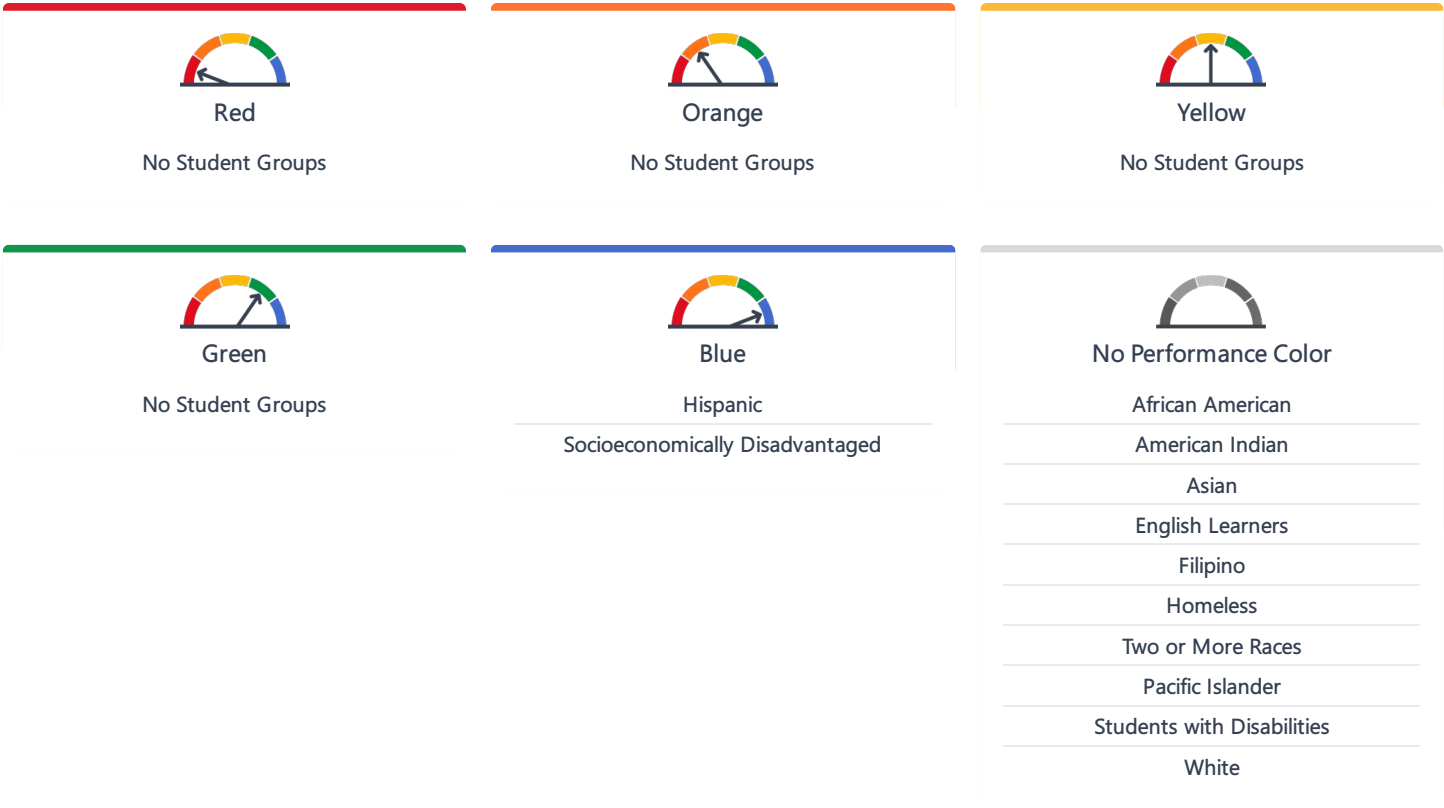 Red
No Student Groups
Orange
No Student Groups
Yellow
No Student Groups
Green
No Student Groups
Blue
Hispanic
Socioeconomically Disadvantaged
No Performance Color
African American
American Indian
Asian
English Learners
Filipino
Homeless
Two or More Races
Pacific Islander
Students with Disabilities
White